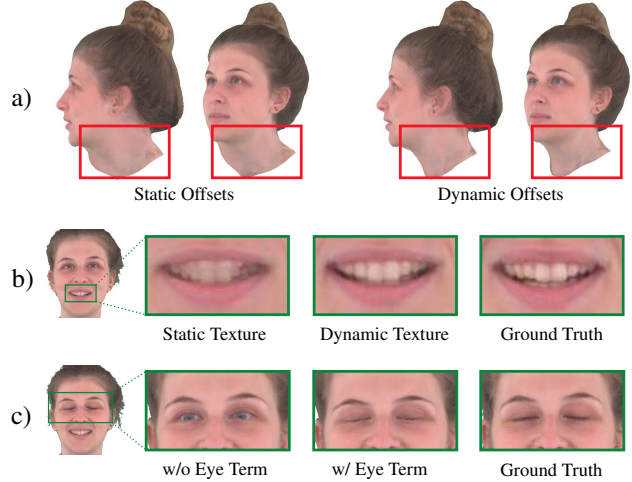 a)
Static Offsets
Dynamic Offsets
b)
Static Texture
Dynamic Texture
Ground Truth
c)
w/o Eye Term
w/ Eye Term
Ground Truth